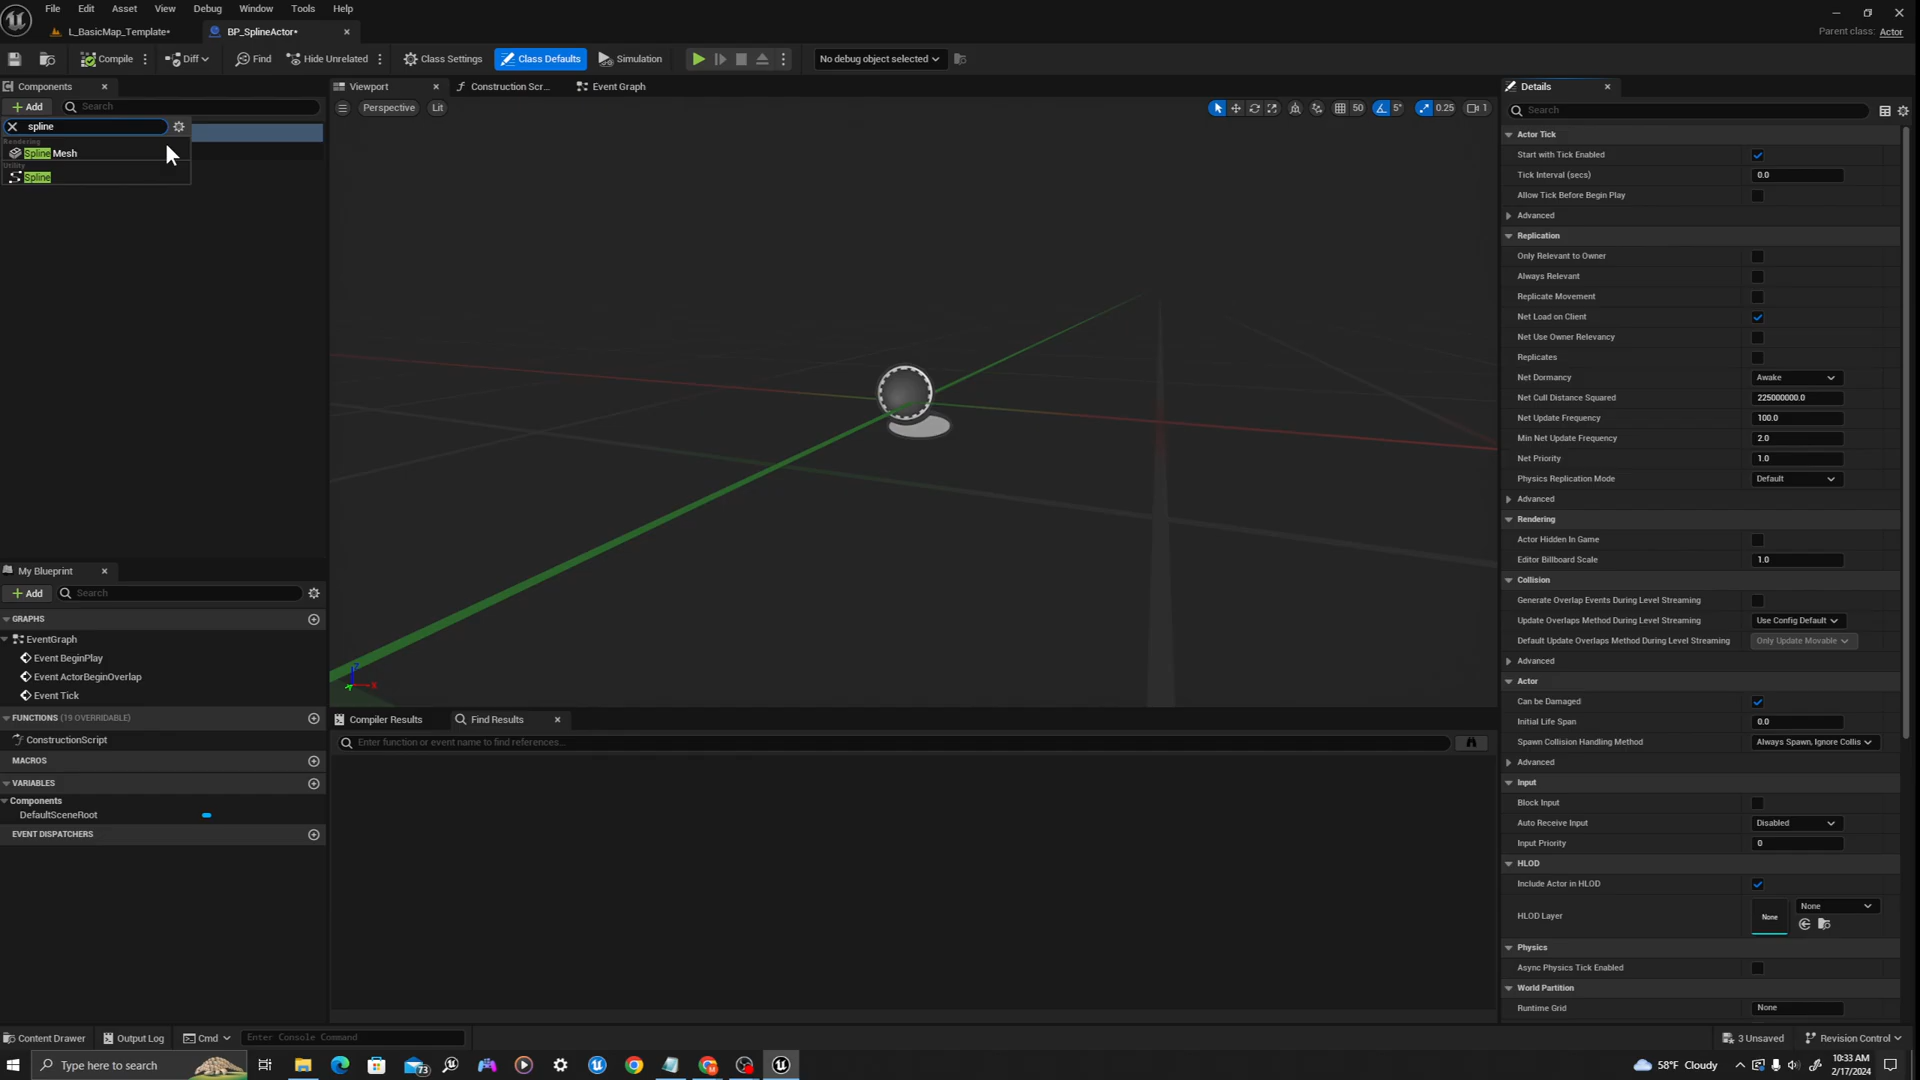 File Edit Asset View Debug Window Tools Help
L_BasicMap_Template*
BP_SplineActor*
Parent class: Actor
Compile Diff Find Hide Unrelated Class Settings Class Defaults Simulation No debug object selected
Components
Add
Search
spline
Rendering
Spline Mesh
Utility
Spline
Viewport
Construction Scr...
Event Graph
Perspective Lit
50 5° 0.25 1
Details
Search
Actor Tick
Start with Tick Enabled
Tick Interval (secs) 0.0
Allow Tick Before Begin Play
Advanced
Replication
Only Relevant to Owner
Always Relevant
Replicate Movement
Net Load on Client
Net Use Owner Relevancy
Replicates
Net Dormancy Awake
Net Cull Distance Squared 225000000.0
Net Update Frequency 100.0
Min Net Update Frequency 2.0
Net Priority 1.0
Physics Replication Mode Default
Advanced
Rendering
Actor Hidden In Game
Editor Billboard Scale 1.0
Collision
Generate Overlap Events During Level Streaming
Update Overlaps Method During Level Streaming Use Config Default
Default Update Overlaps Method During Level Streaming Only Update Movable
Advanced
Actor
Can be Damaged
Initial Life Span 0.0
Spawn Collision Handling Method Always Spawn, Ignore Collis
Advanced
Input
Block Input
Auto Receive Input Disabled
Input Priority 0
HLOD
Include Actor in HLOD
HLOD Layer None None
Physics
Async Physics Tick Enabled
World Partition
Runtime Grid None
My Blueprint
Add Search
GRAPHS
EventGraph
Event BeginPlay
Event ActorBeginOverlap
Event Tick
FUNCTIONS (19 OVERRIDABLE)
ConstructionScript
MACROS
VARIABLES
Components
DefaultSceneRoot
EVENT DISPATCHERS
Z
X
Compiler Results
Find Results
Enter function or event name to find references...
Content Drawer Output Log Cmd Enter Console Command
3 Unsaved Revision Control
Type here to search
73
58°F Cloudy
10:33 AM
2/17/2024